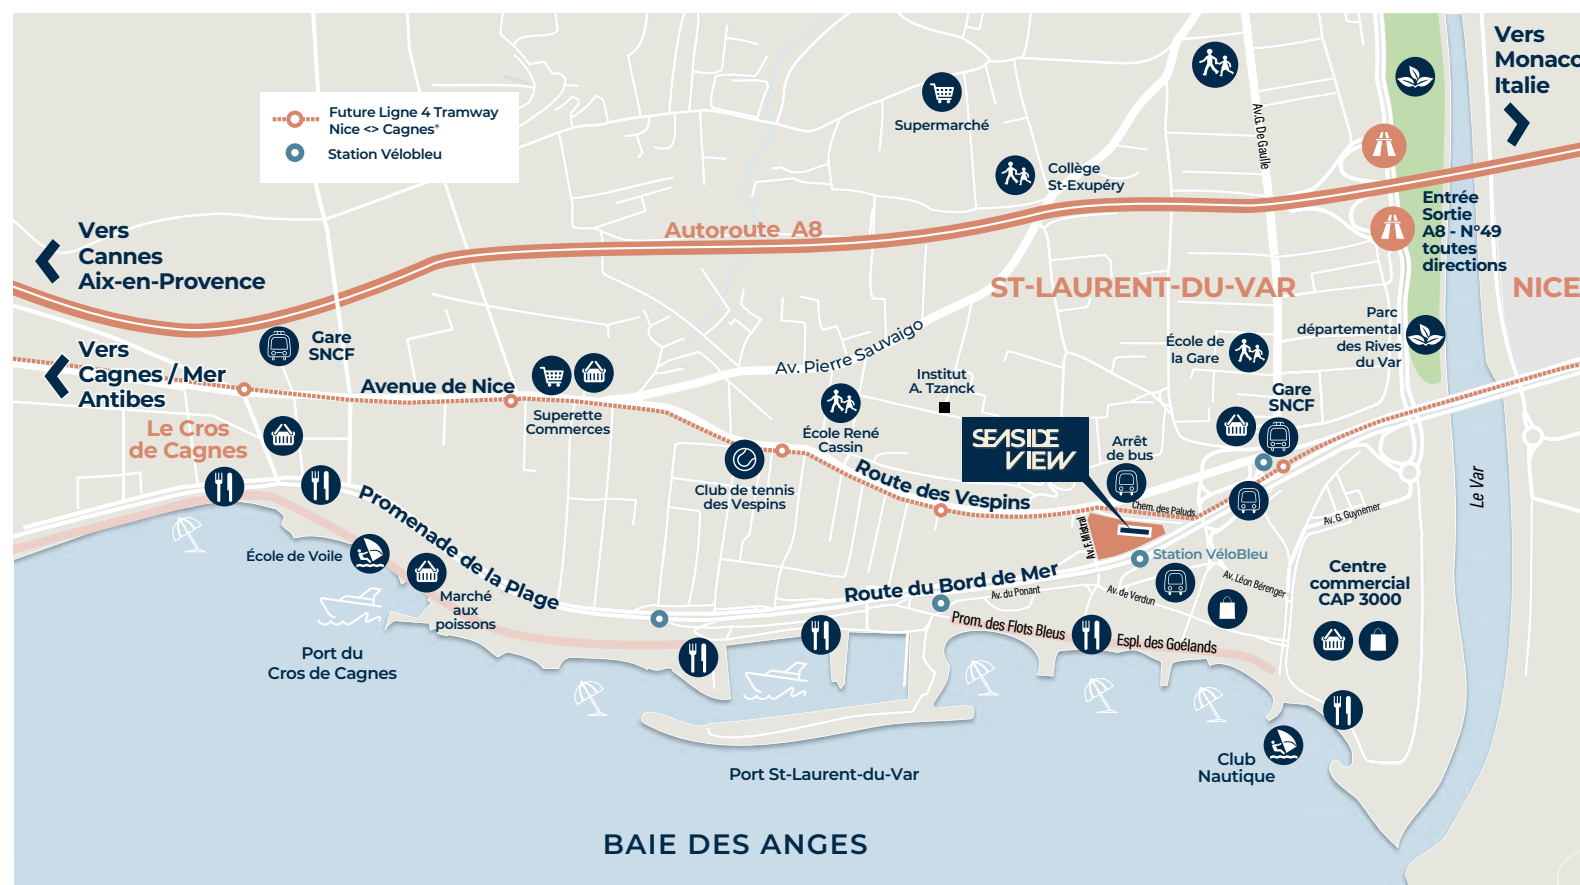 Vers
Monaco
Italie
Future Ligne 4 Tramway
Nice <> Cagnes*
Station Vélobleu
Supermarché
Av.G. De Gaulle
Collège
St-Exupéry
Entrée
Sortie
A8 - N°49
toutes
directions
Vers
Cannes
Aix-en-Provence
Autoroute A8
ST-LAURENT-DU-VAR
NICE
Gare
SNCF
Vers
Cagnes / Mer
Antibes
Parc
départemental
des Rives
du Var
École de
la Gare
Av. Pierre Sauvaigo
Institut
A. Tzanck
Avenue de Nice
Superette
Commerces
Gare
SNCF
Le Cros
de Cagnes
École René
Cassin
SEASIDE
VIEW
Arrêt
de bus
Club de tennis
des Vespins
Route des Vespins
Le Var
Promenade de la Plage
Chem. des Paluds
Av. G. Guynemer
Av. F. Mistral
École de Voile
Station VéloBleu
Route du Bord de Mer
Av. du Ponant
Av. de Verdun
Av. Léon Bérenger
Centre
commercial
CAP 3000
Marché
aux
poissons
Prom. des Flots Bleus
Espl. des Goélands
Port du
Cros de Cagnes
Port St-Laurent-du-Var
Club
Nautique
BAIE DES ANGES